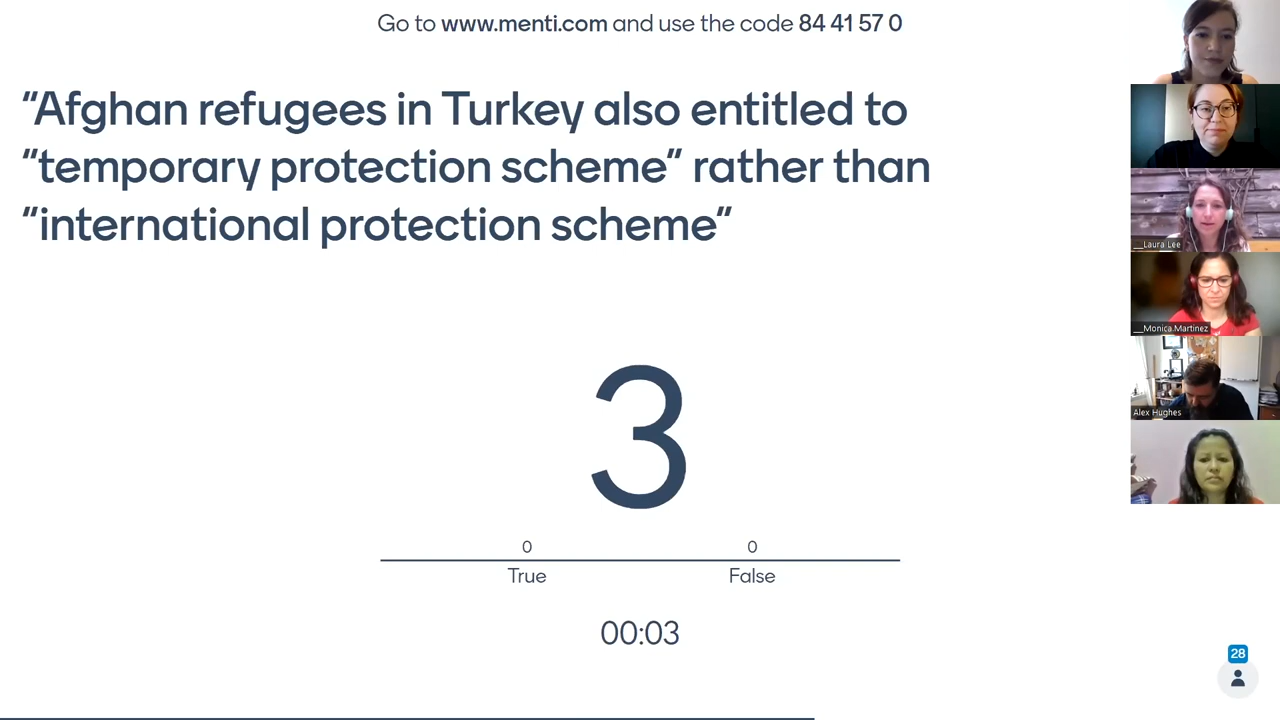 Go to www.menti.com and use the code 84 41 57 0
“Afghan refugees in Turkey also entitled to
“temporary protection scheme” rather than
“international protection scheme”
3
0 0
True False
00:03
28
__Laura Lee
__Monica Martinez
Alex Hughes